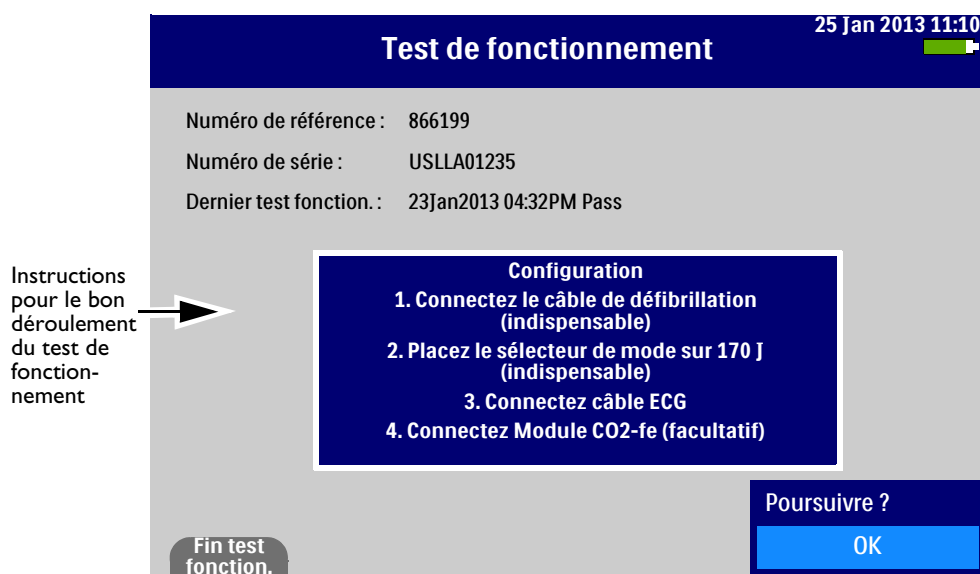 25 Jan 2013 11:10
Test de fonctionnement
Numéro de référence : 866199
Numéro de série : USLLA01235
Dernier test fonction. : 23Jan2013 04:32PM Pass
Instructions
pour le bon
déroulement
du test de
fonction-
nement
Configuration
1. Connectez le câble de défibrillation
(indispensable)
2. Placez le sélecteur de mode sur 170 J
(indispensable)
3. Connectez câble ECG
4. Connectez Module CO2-fe (facultatif)
Poursuivre ?
OK
Fin test
fonction.